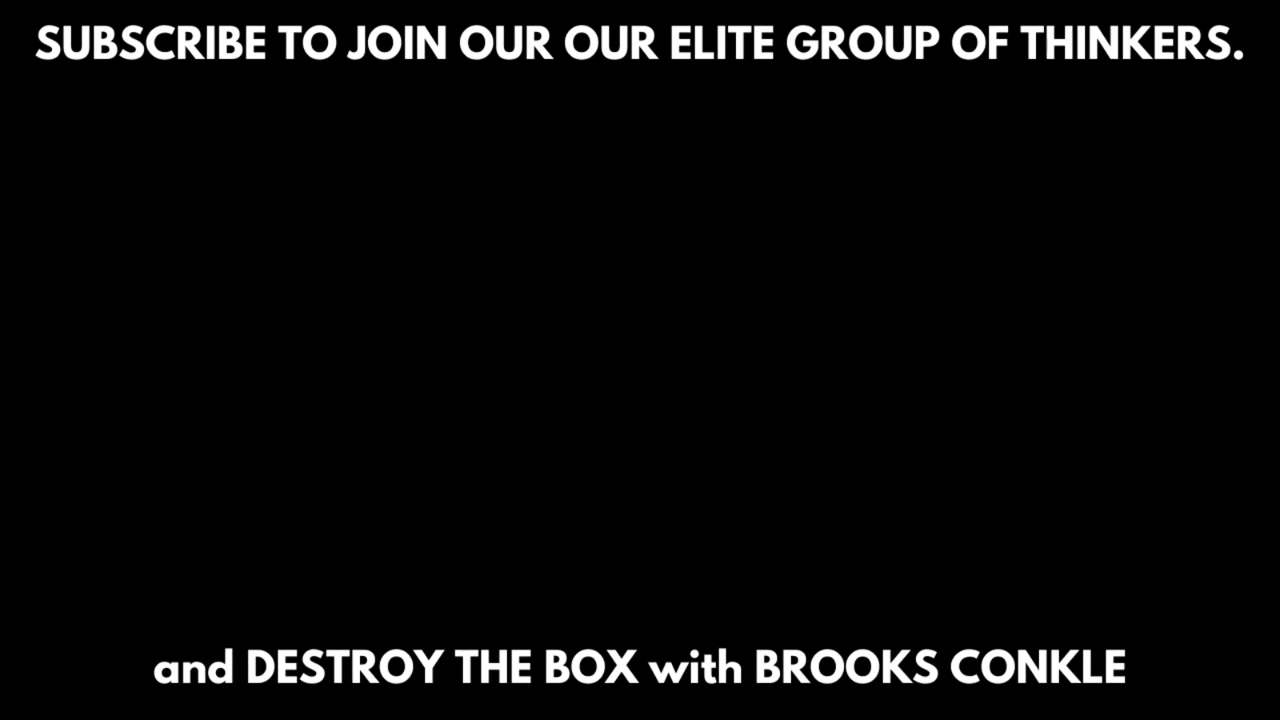 SUBSCRIBE TO JOIN OUR OUR ELITE GROUP OF THINKERS.
and DESTROY THE BOX with BROOKS CONKLE